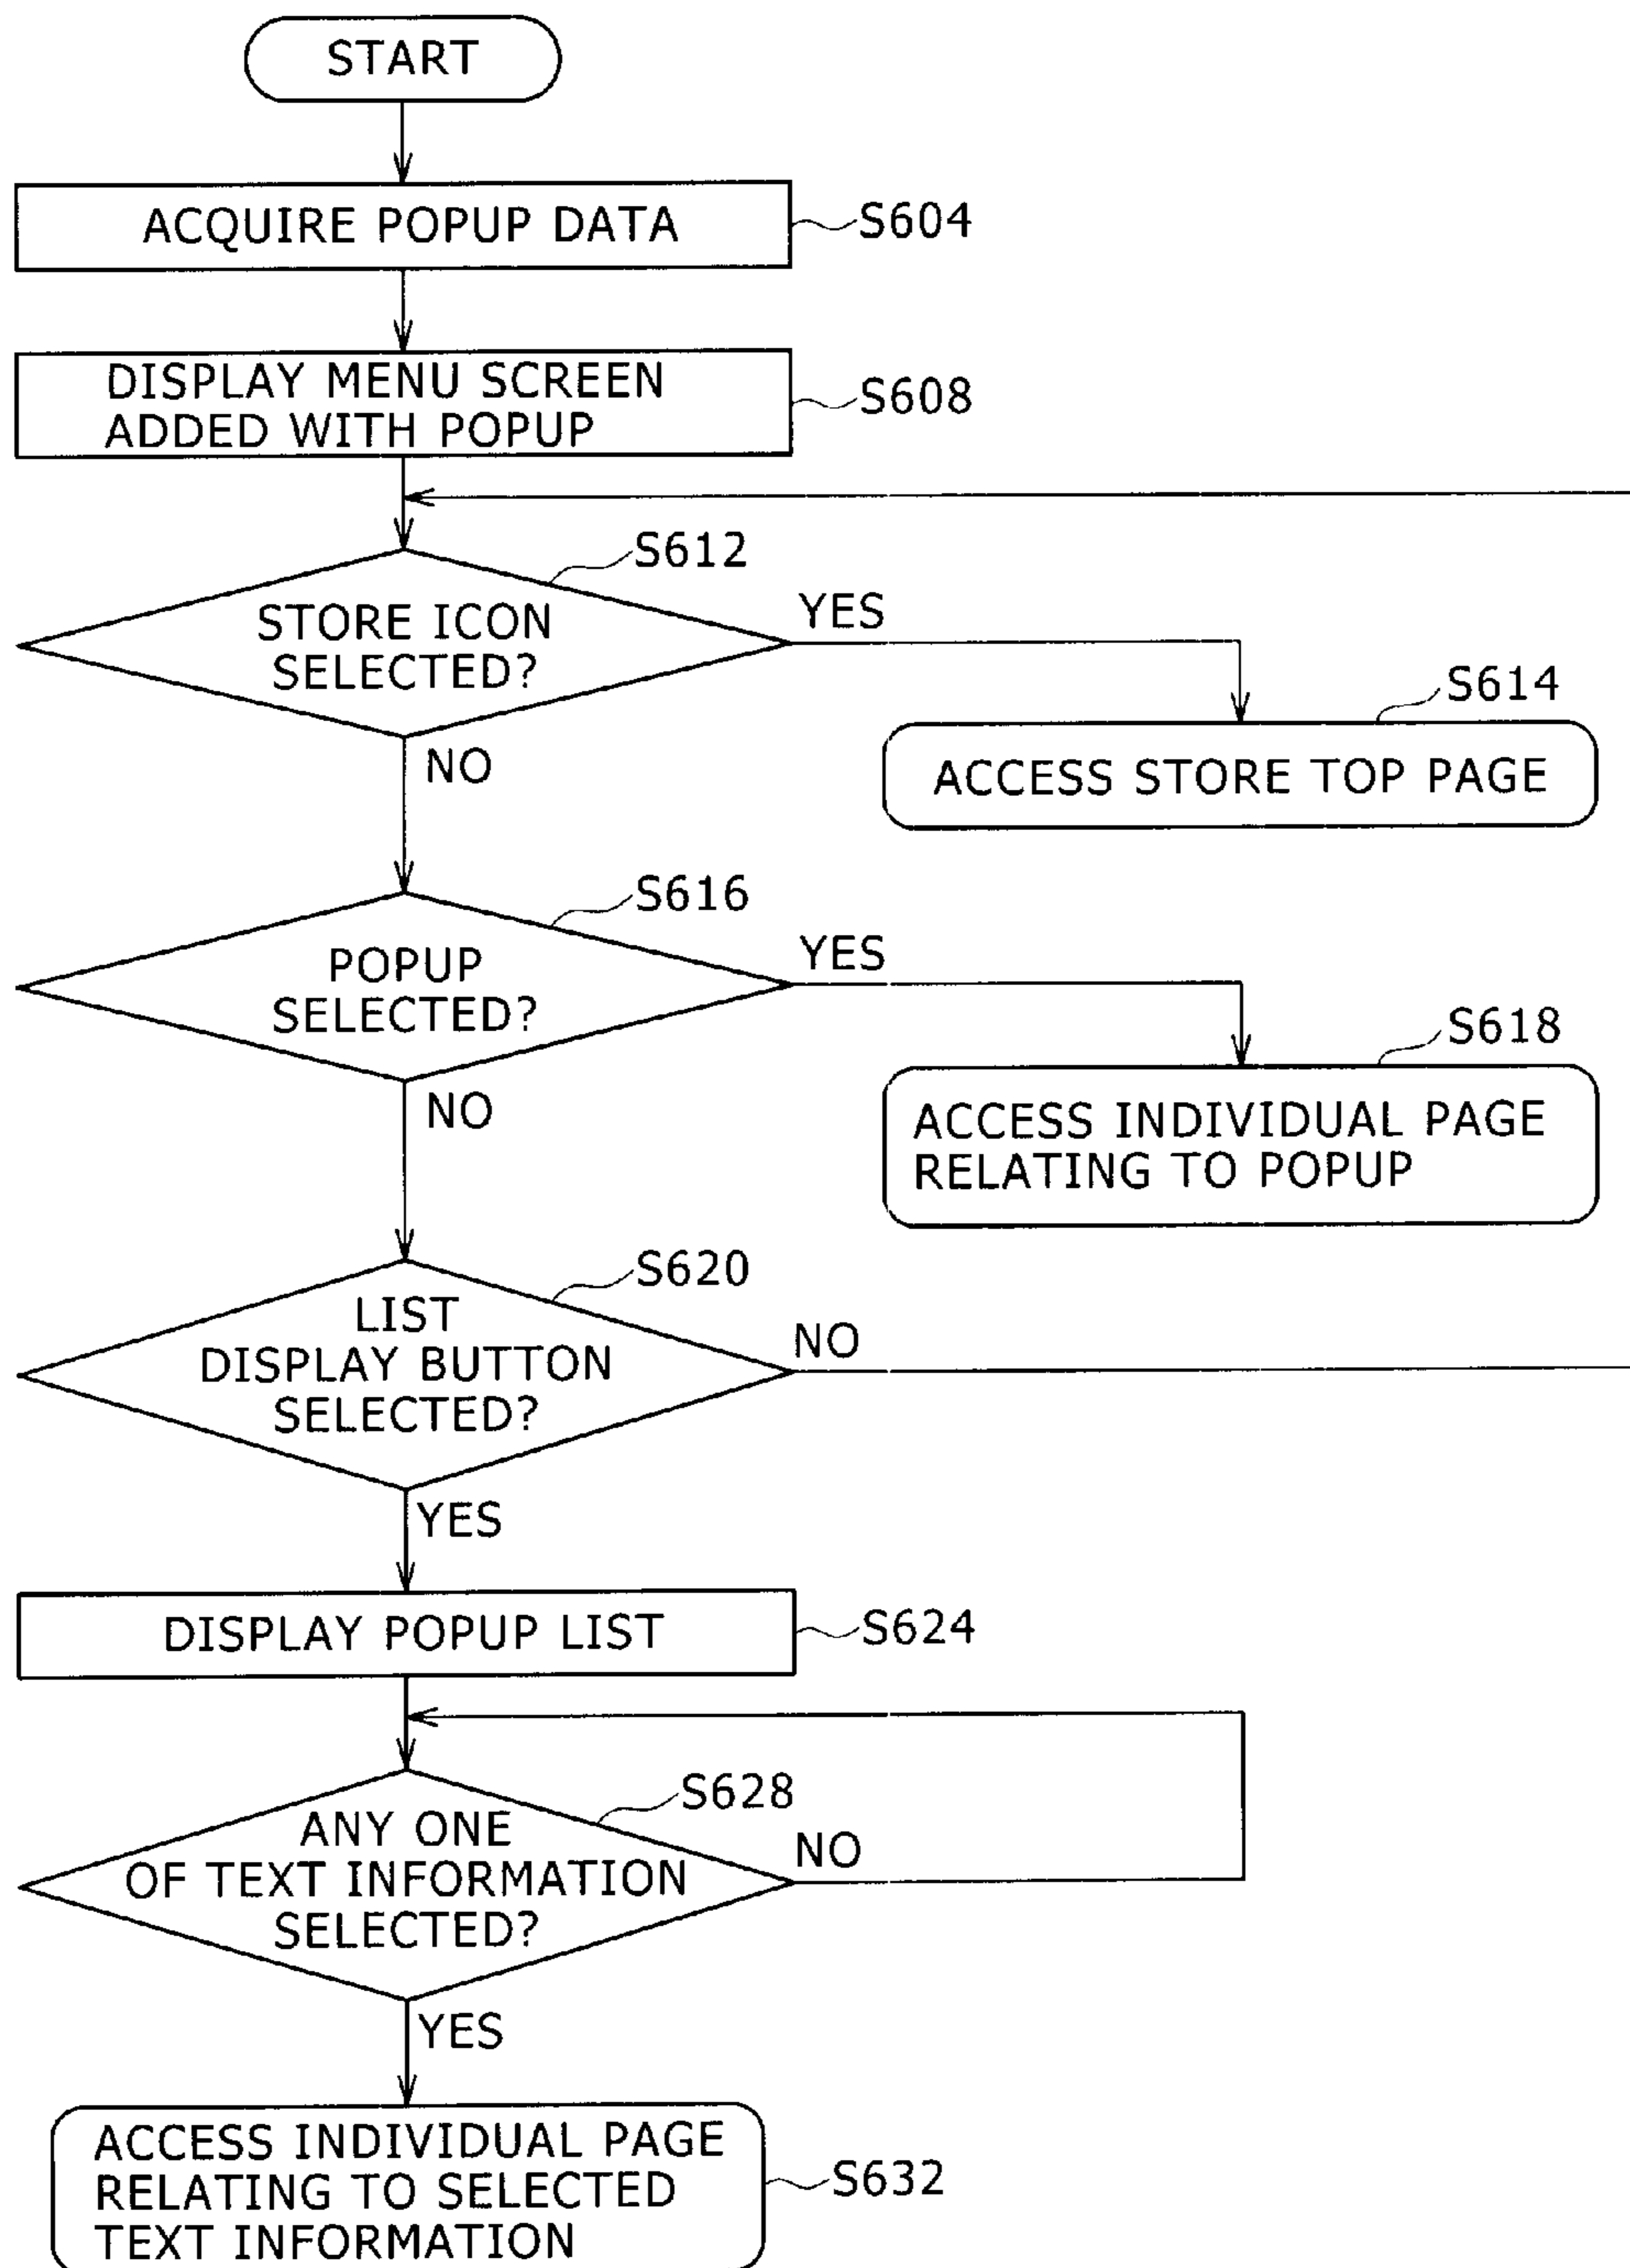 START
ACQUIRE POPUP DATA
S604
DISPLAY MENU SCREEN
ADDED WITH POPUP
S608
S612
STORE ICON
SELECTED?
YES
NO
S614
ACCESS STORE TOP PAGE
S616
POPUP
SELECTED?
YES
NO
S618
ACCESS INDIVIDUAL PAGE
RELATING TO POPUP
S620
LIST
DISPLAY BUTTON
SELECTED?
NO
YES
DISPLAY POPUP LIST
S624
S628
ANY ONE
OF TEXT INFORMATION
SELECTED?
NO
YES
ACCESS INDIVIDUAL PAGE
RELATING TO SELECTED
TEXT INFORMATION
S632